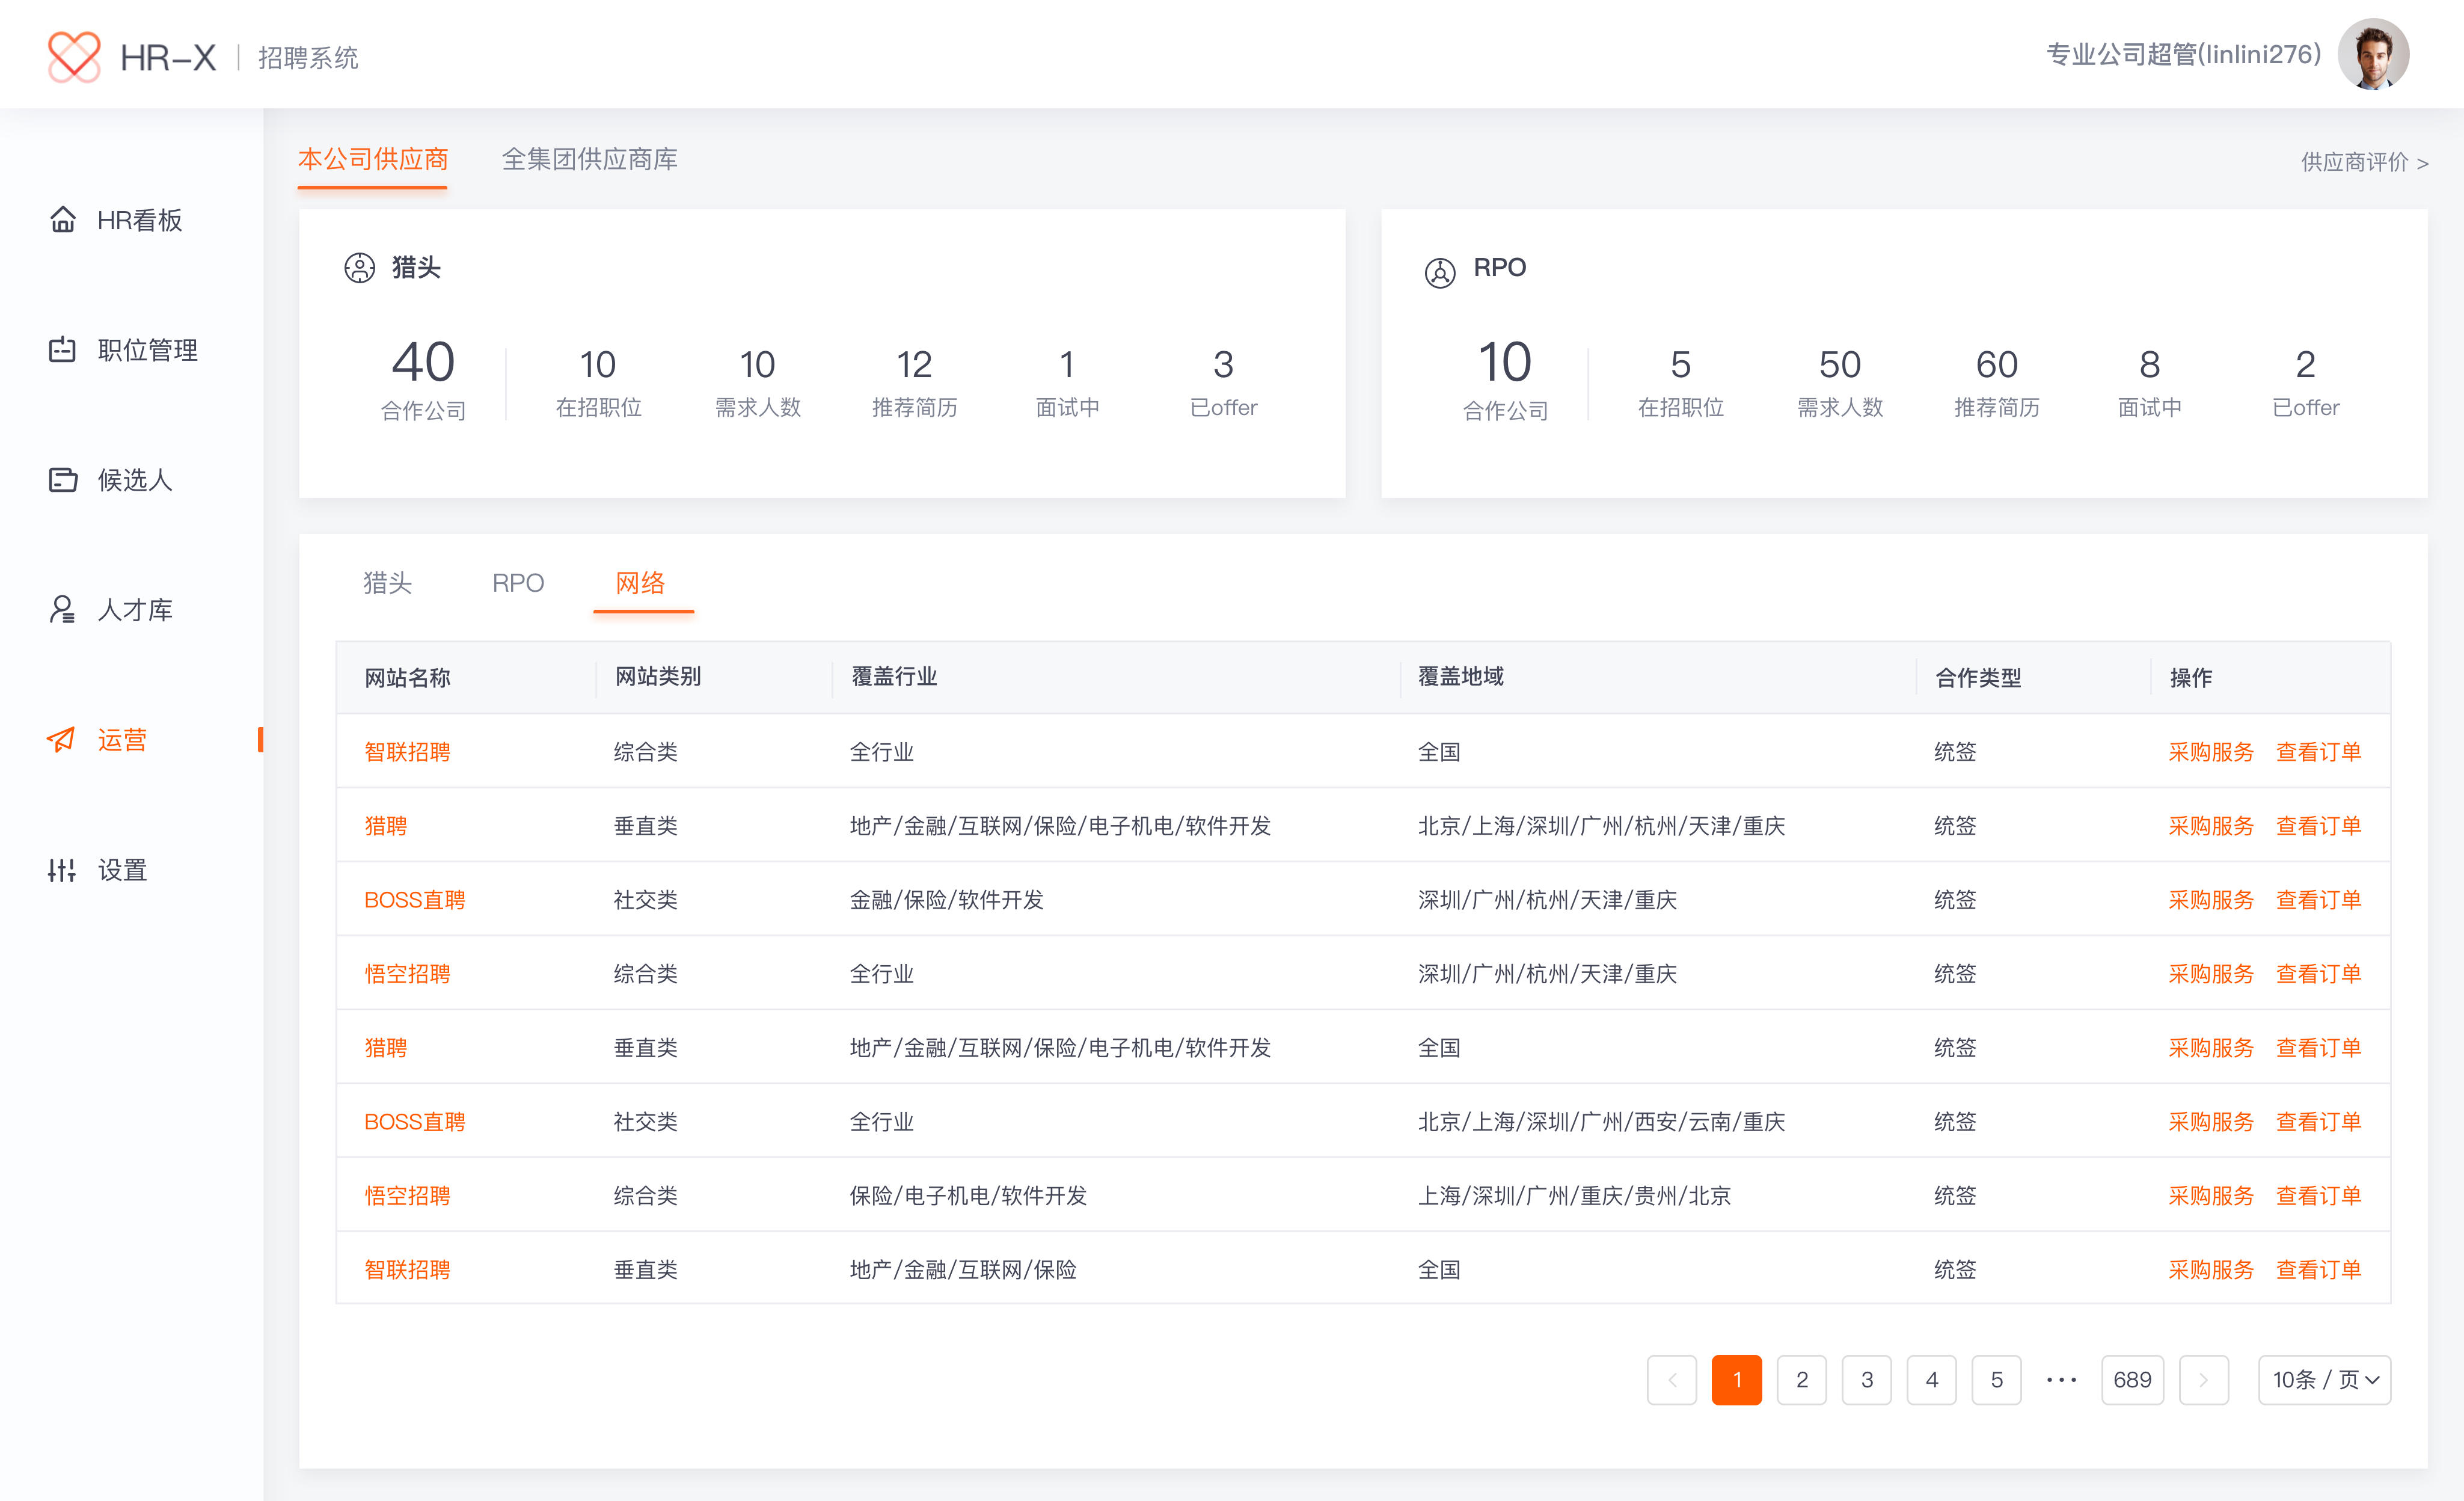 HR-X 招聘系统
专业公司超管(linlini276)
HR看板
职位管理
候选人
人才库
运营
设置
本公司供应商 全集团供应商库 供应商评价 >
猎头
40 10 10 12 1 3
合作公司 在招职位 需求人数 推荐简历 面试中 已offer
RPO
10 5 50 60 8 2
合作公司 在招职位 需求人数 推荐简历 面试中 已offer
猎头 RPO 网络
网站名称 网站类别 覆盖行业 覆盖地域 合作类型 操作
智联招聘 综合类 全行业 全国 统签 采购服务 查看订单
猎聘 垂直类 地产/金融/互联网/保险/电子机电/软件开发 北京/上海/深圳/广州/杭州/天津/重庆 统签 采购服务 查看订单
BOSS直聘 社交类 金融/保险/软件开发 深圳/广州/杭州/天津/重庆 统签 采购服务 查看订单
悟空招聘 综合类 全行业 深圳/广州/杭州/天津/重庆 统签 采购服务 查看订单
猎聘 垂直类 地产/金融/互联网/保险/电子机电/软件开发 全国 统签 采购服务 查看订单
BOSS直聘 社交类 全行业 北京/上海/深圳/广州/西安/云南/重庆 统签 采购服务 查看订单
悟空招聘 综合类 保险/电子机电/软件开发 上海/深圳/广州/重庆/贵州/北京 统签 采购服务 查看订单
智联招聘 垂直类 地产/金融/互联网/保险 全国 统签 采购服务 查看订单
< 1 2 3 4 5 ··· 689 > 10条 / 页